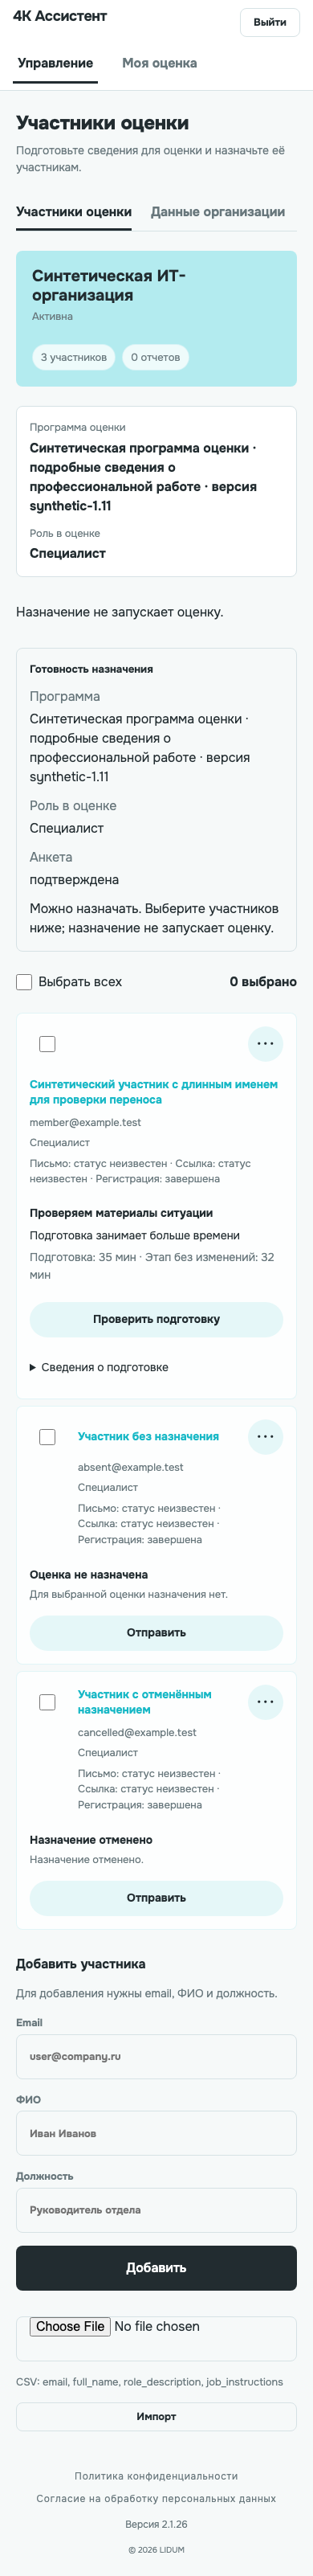 4К Ассистент
Выйти
Управление
Моя оценка
Участники оценки
Подготовьте сведения для оценки и назначьте её
участникам.
Участники оценки
Данные организации
Синтетическая ИТ-
организация
Активна
3 участников
0 отчетов
Программа оценки
Синтетическая программа оценки ·
подробные сведения о
профессиональной работе · версия
synthetic-1.11
Роль в оценке
Специалист
Назначение не запускает оценку.
Готовность назначения
Программа
Синтетическая программа оценки ·
подробные сведения о
профессиональной работе · версия
synthetic-1.11
Роль в оценке
Специалист
Анкета
подтверждена
Можно назначать. Выберите участников
ниже; назначение не запускает оценку.
Выбрать всех
0 выбрано
Синтетический участник с длинным именем
для проверки переноса
member@example.test
Специалист
Письмо: статус неизвестен · Ссылка: статус
неизвестен · Регистрация: завершена
Проверяем материалы ситуации
Подготовка занимает больше времени
Подготовка: 35 мин · Этап без изменений: 32
мин
Проверить подготовку
Сведения о подготовке
Участник без назначения
absent@example.test
Специалист
Письмо: статус неизвестен ·
Ссылка: статус неизвестен ·
Регистрация: завершена
Оценка не назначена
Для выбранной оценки назначения нет.
Отправить
Участник с отменённым
назначением
cancelled@example.test
Специалист
Письмо: статус неизвестен ·
Ссылка: статус неизвестен ·
Регистрация: завершена
Назначение отменено
Назначение отменено.
Отправить
Добавить участника
Для добавления нужны email, ФИО и должность.
Email
user@company.ru
ФИО
Иван Иванов
Должность
Руководитель отдела
Добавить
Choose File No file chosen
CSV: email, full_name, role_description, job_instructions
Импорт
Политика конфиденциальности
Согласие на обработку персональных данных
Версия 2.1.26
© 2026 LIDUM